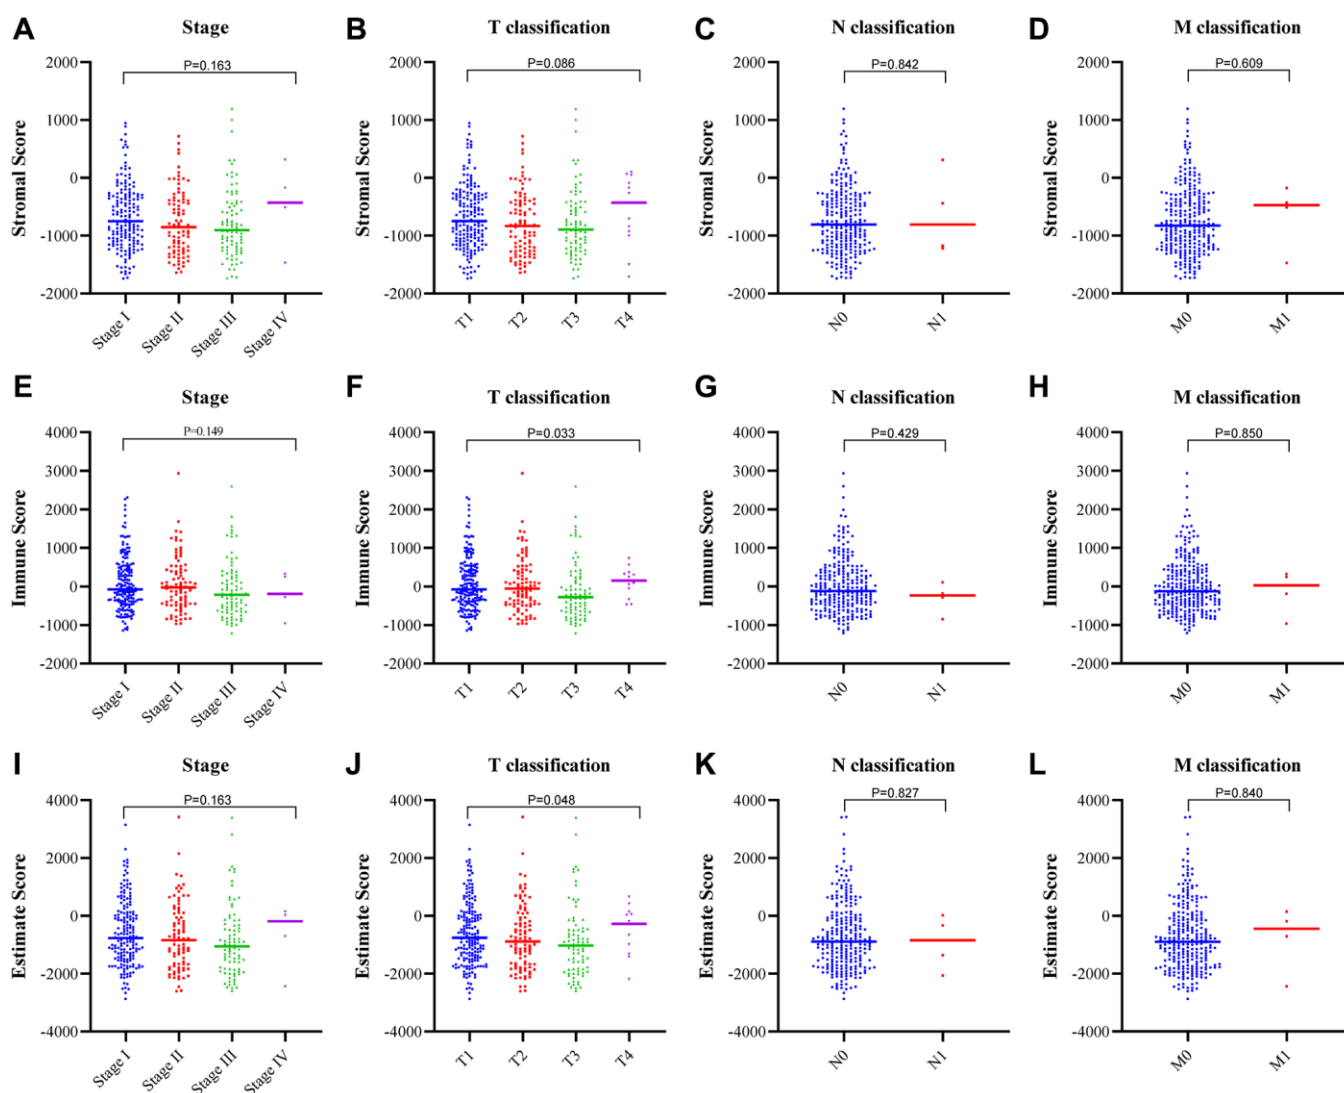 A Stage
B T classification
C N classification
D M classification
Stromal Score
2000
1000
0
-1000
-2000
P=0.163
Stage I
Stage II
Stage III
Stage IV
Stromal Score
2000
1000
0
-1000
-2000
P=0.086
T1
T2
T3
T4
Stromal Score
2000
1000
0
-1000
-2000
P=0.842
N0
N1
Stromal Score
2000
1000
0
-1000
-2000
P=0.609
M0
M1
E Stage
F T classification
G N classification
H M classification
Immune Score
4000
3000
2000
1000
0
-1000
-2000
P=0.149
Stage I
Stage II
Stage III
Stage IV
Immune Score
4000
3000
2000
1000
0
-1000
-2000
P=0.033
T1
T2
T3
T4
Immune Score
4000
3000
2000
1000
0
-1000
-2000
P=0.429
N0
N1
Immune Score
4000
3000
2000
1000
0
-1000
-2000
P=0.850
M0
M1
I Stage
J T classification
K N classification
L M classification
Estimate Score
4000
2000
0
-2000
-4000
P=0.163
Stage I
Stage II
Stage III
Stage IV
Estimate Score
4000
2000
0
-2000
-4000
P=0.048
T1
T2
T3
T4
Estimate Score
4000
2000
0
-2000
-4000
P=0.827
N0
N1
Estimate Score
4000
2000
0
-2000
-4000
P=0.840
M0
M1